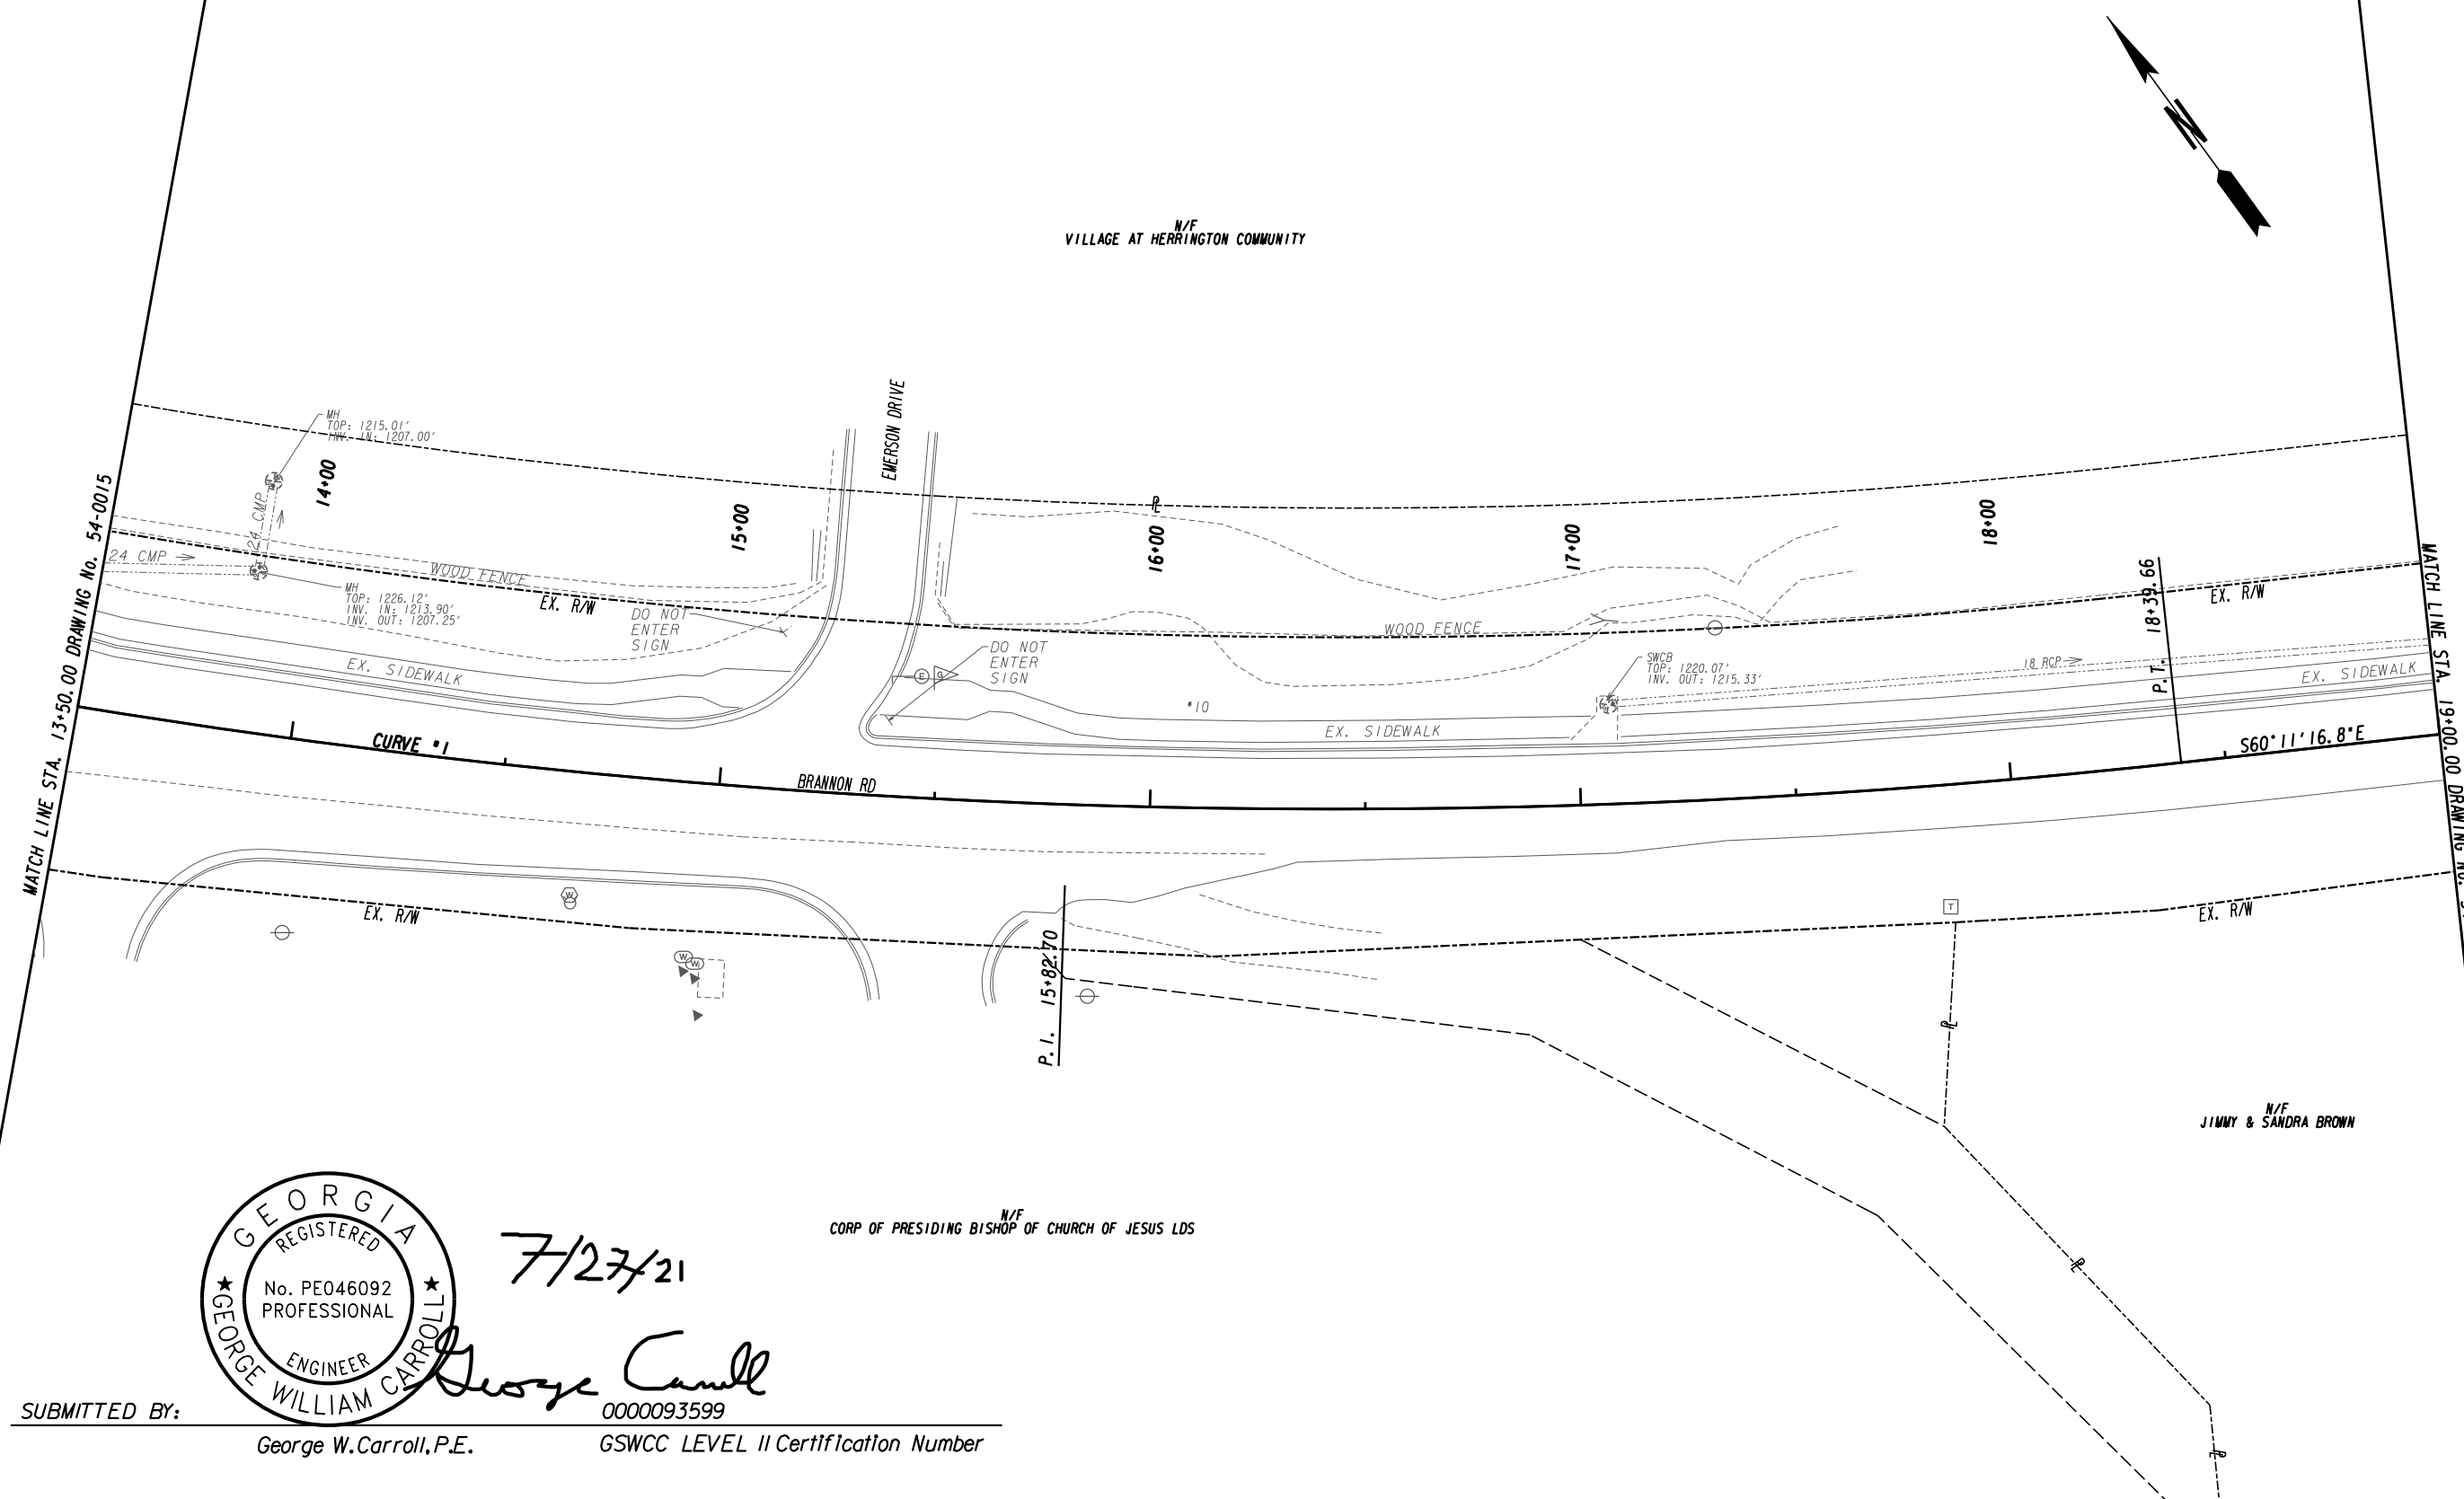 N
N/F
VILLAGE AT HERRINGTON COMMUNITY
EMERSON DRIVE
MH
TOP: 1215.01'
INV. IN: 1207.00'
14+00
15+00
16+00
17+00
18+00
PL
24 CMP
24 CMP
MATCH LINE STA. 13+50.00 DRAWING No. 54-0015
WOOD FENCE
MH
TOP: 1226.12'
INV. IN: 1213.90'
INV. OUT: 1207.25'
EX. R/W
DO NOT
ENTER
SIGN
DO NOT
ENTER
SIGN
E
G
WOOD FENCE
SWCB
TOP: 1220.07'
INV. OUT: 1215.33'
18 RCP
P.T. 18+39.66
EX. R/W
MATCH LINE STA. 19+00.00 DRAWING No.
EX. SIDEWALK
EX. SIDEWALK
EX. SIDEWALK
#10
CURVE #1
BRANNON RD
S60°11'16.8"E
W
EX. R/W
W
W
P.I. 15+82.70
T
EX. R/W
PL
N/F
JIMMY & SANDRA BROWN
N/F
CORP OF PRESIDING BISHOP OF CHURCH OF JESUS LDS
PL
PL
GEORGIA
REGISTERED
No. PE046092
PROFESSIONAL
ENGINEER
GEORGE WILLIAM CARROLL
7/27/21
George Carroll
SUBMITTED BY:
0000093599
George W.Carroll,P.E.
GSWCC LEVEL II Certification Number